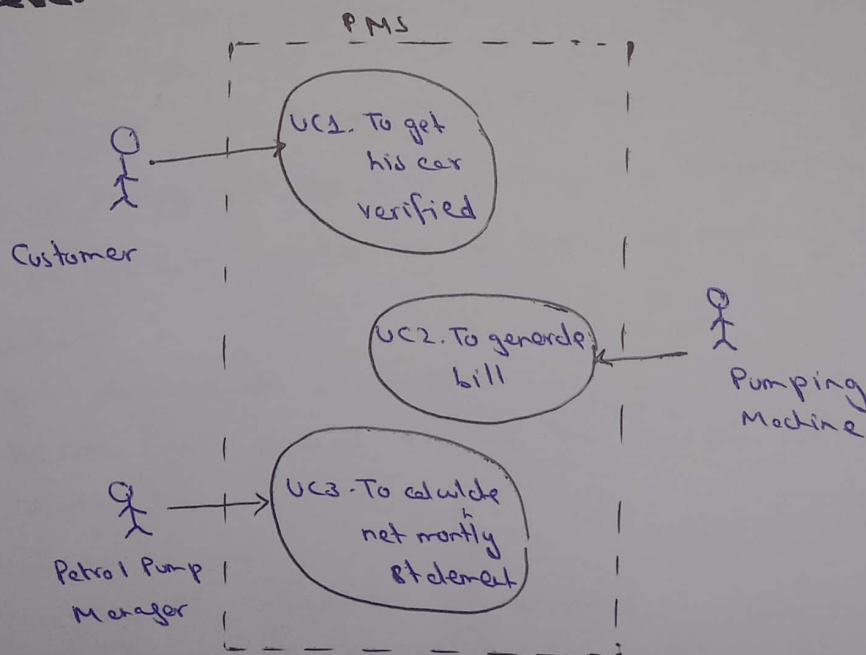 PMS
UC1. To get
his car
verified
Customer
UC2. To generate
bill
Pumping
Machine
UC3. To calculate
net monthly
statement
Petrol Pump
Manager